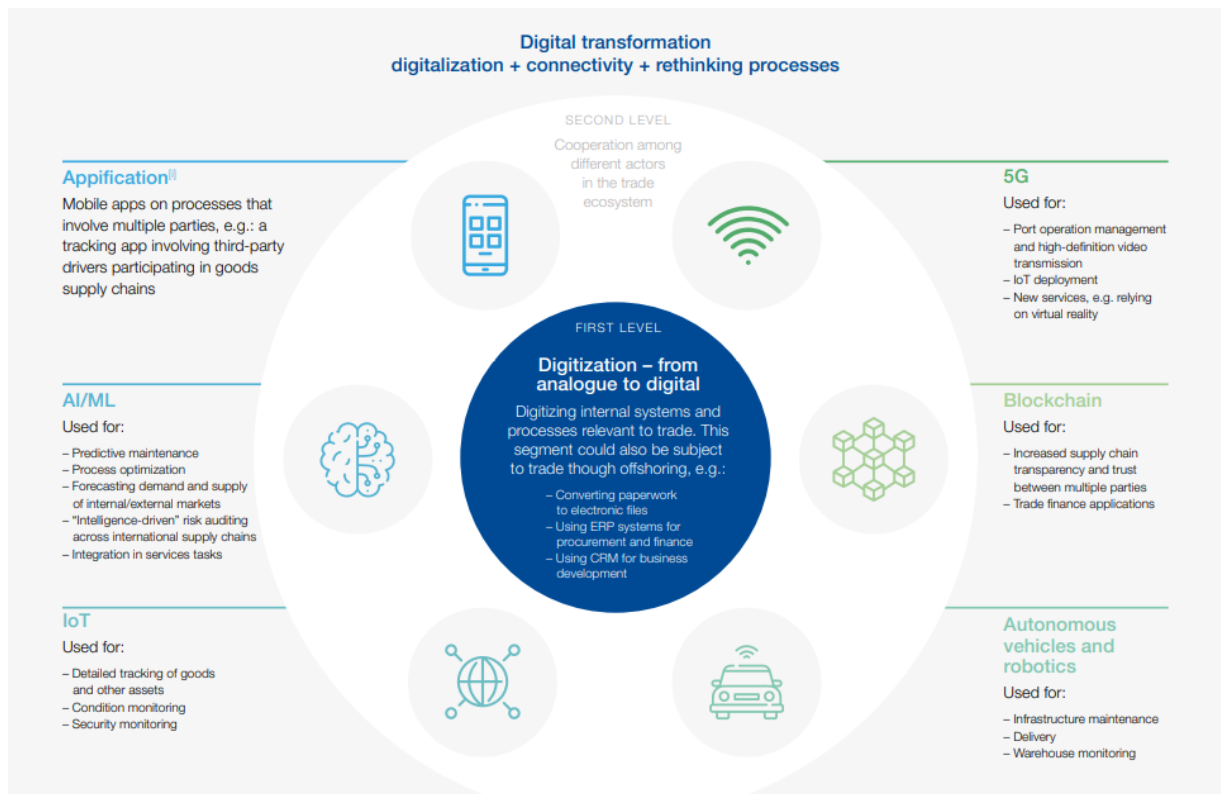 Digital transformation
digitalization + connectivity + rethinking processes
SECOND LEVEL
Cooperation among
different actors
in the trade
ecosystem
Appification[i]
Mobile apps on processes that
involve multiple parties, e.g.: a
tracking app involving third-party
drivers participating in goods
supply chains
5G
Used for:
– Port operation management
and high-definition video
transmission
– IoT deployment
– New services, e.g. relying
on virtual reality
FIRST LEVEL
Digitization – from
analogue to digital
Digitizing internal systems and
processes relevant to trade. This
segment could also be subject
to trade though offshoring, e.g.:
– Converting paperwork
to electronic files
– Using ERP systems for
procurement and finance
– Using CRM for business
development
AI/ML
Used for:
– Predictive maintenance
– Process optimization
– Forecasting demand and supply
of internal/external markets
– “Intelligence-driven” risk auditing
across international supply chains
– Integration in services tasks
Blockchain
Used for:
– Increased supply chain
transparency and trust
between multiple parties
– Trade finance applications
IoT
Used for:
– Detailed tracking of goods
and other assets
– Condition monitoring
– Security monitoring
Autonomous
vehicles and
robotics
Used for:
– Infrastructure maintenance
– Delivery
– Warehouse monitoring